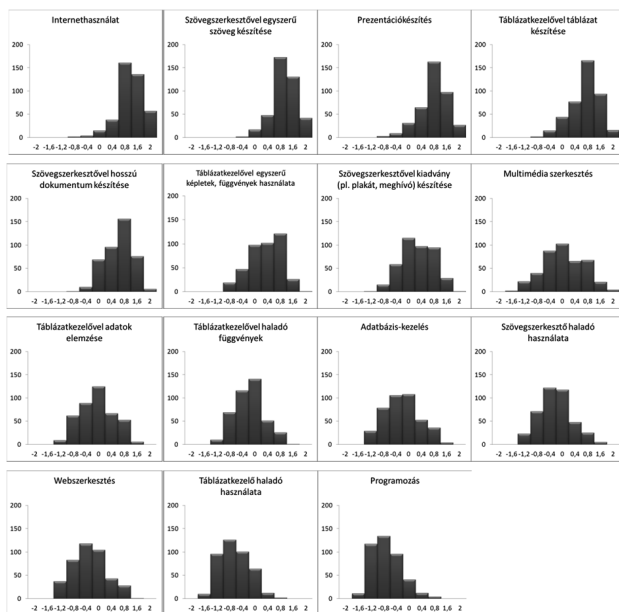 Internethasználat
200
150
100
50
0
-2 -1,6-1,2-0,8-0,4 0 0,4 0,8 1,2 1,6 2
Szövegszerkesztővel egyszerű
szöveg készítése
200
150
100
50
0
-2 -1,6-1,2-0,8-0,4 0 0,4 0,8 1,2 1,6 2
Prezentációkészítés
200
150
100
50
0
-2 -1,6-1,2-0,8-0,4 0 0,4 0,8 1,2 1,6 2
Táblázatkezelővel táblázat
készítése
200
150
100
50
0
-2 -1,6-1,2-0,8-0,4 0 0,4 0,8 1,2 1,6 2
Szövegszerkesztővel hosszú
dokumentum készítése
200
150
100
50
0
-2 -1,6-1,2-0,8-0,4 0 0,4 0,8 1,2 1,6 2
Táblázatkezelővel egyszerű
képletek, függvények használata
200
150
100
50
0
-2 -1,6-1,2-0,8-0,4 0 0,4 0,8 1,2 1,6 2
Szövegszerkesztővel kiadvány
(pl. plakát, meghívó) készítése
200
150
100
50
0
-2 -1,6-1,2-0,8-0,4 0 0,4 0,8 1,2 1,6 2
Multimédia szerkesztés
200
150
100
50
0
-2 -1,6-1,2-0,8-0,4 0 0,4 0,8 1,2 1,6 2
Táblázatkezelővel adatok
elemzése
200
150
100
50
0
-2 -1,6-1,2-0,8-0,4 0 0,4 0,8 1,2 1,6 2
Táblázatkezelővel haladó
függvények
200
150
100
50
0
-2 -1,6-1,2-0,8-0,4 0 0,4 0,8 1,2 1,6 2
Adatbázis-kezelés
200
150
100
50
0
-2 -1,6-1,2-0,8-0,4 0 0,4 0,8 1,2 1,6 2
Szövegszerkesztő haladó
használata
200
150
100
50
0
-2 -1,6-1,2-0,8-0,4 0 0,4 0,8 1,2 1,6 2
Webszerkesztés
200
150
100
50
0
-2 -1,6-1,2-0,8-0,4 0 0,4 0,8 1,2 1,6 2
Táblázatkezelő haladó
használata
200
150
100
50
0
-2 -1,6-1,2-0,8-0,4 0 0,4 0,8 1,2 1,6 2
Programozás
200
150
100
50
0
-2 -1,6-1,2-0,8-0,4 0 0,4 0,8 1,2 1,6 2